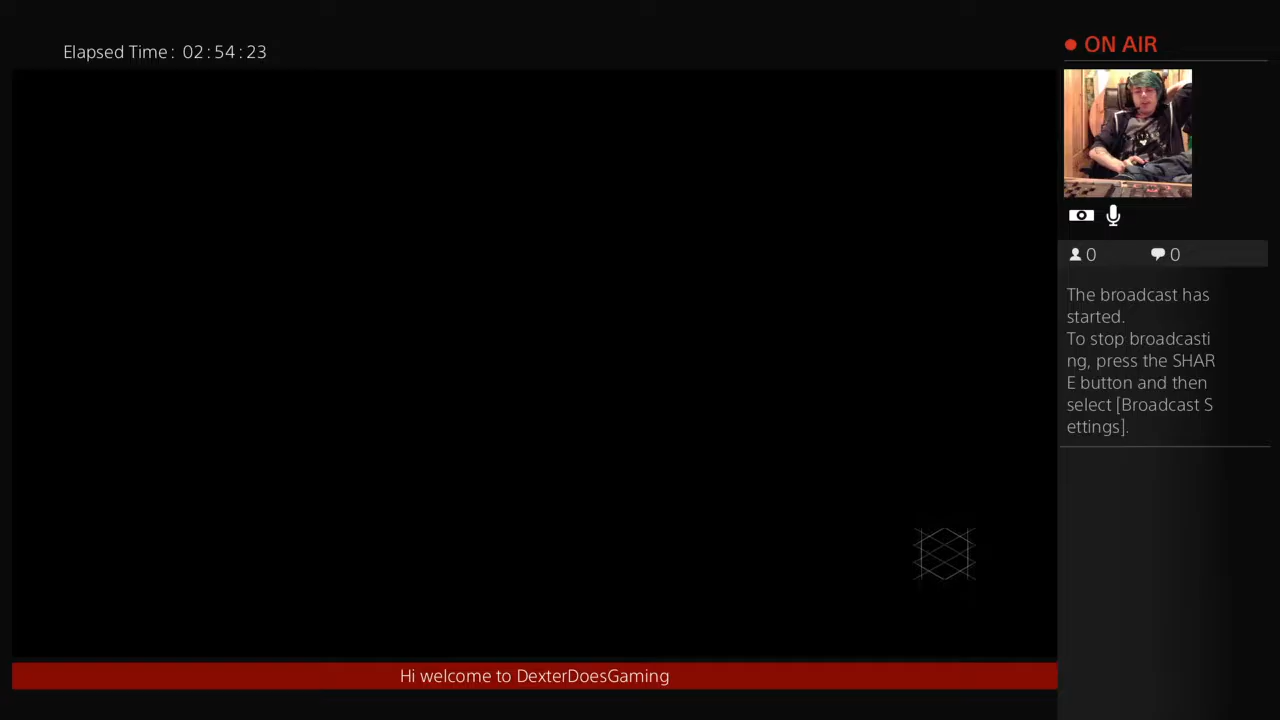 Elapsed Time: 02:54:23
ON AIR
0 0
The broadcast has
started.
To stop broadcasti
ng, press the SHAR
E button and then
select [Broadcast S
ettings].
Hi welcome to DexterDoesGaming